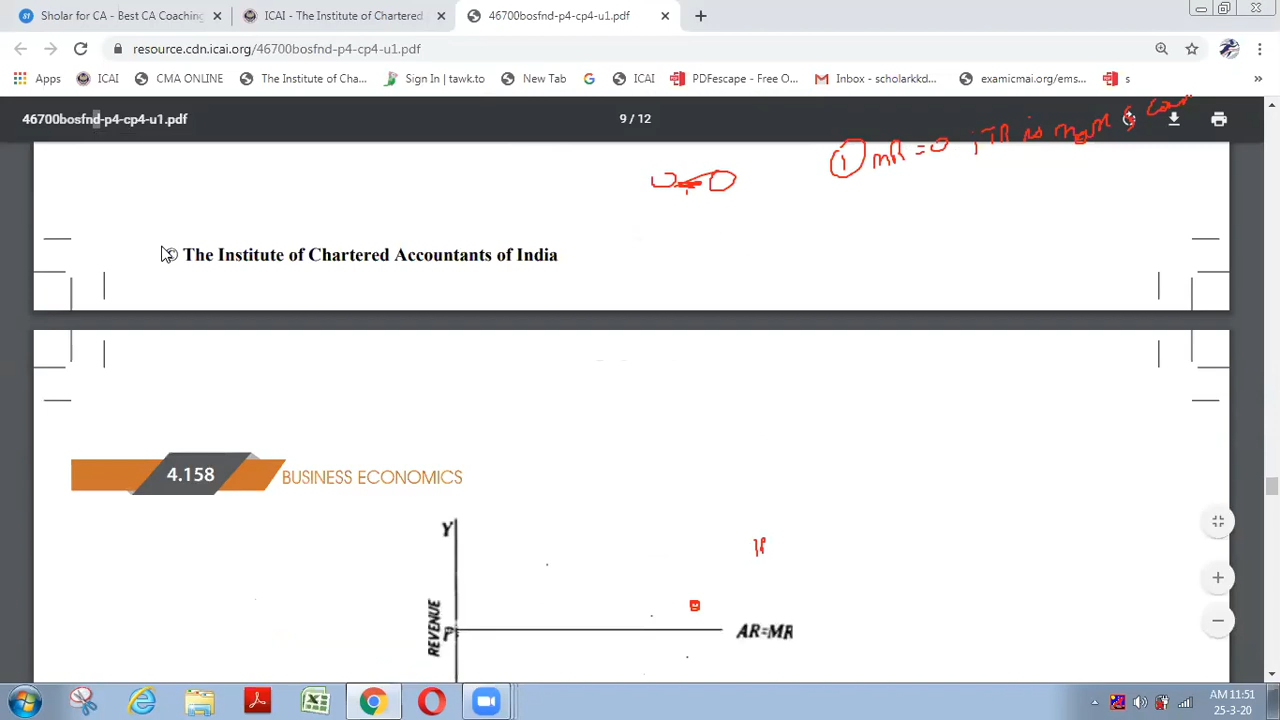 Sholar for CA - Best CA Coaching
ICAI - The Institute of Chartered
46700bosfnd-p4-cp4-u1.pdf
resource.cdn.icai.org/46700bosfnd-p4-cp4-u1.pdf
Apps ICAI CMA ONLINE The Institute of Cha... Sign In | tawk.to New Tab ICAI PDFescape - Free O... Inbox - scholarkkd... examicmai.org/ems... s »
46700bosfnd-p4-cp4-u1.pdf 9 / 12
① MR = 0 ; TR is
© The Institute of Chartered Accountants of India
4.158 BUSINESS ECONOMICS
Y
REVENUE
P
AR=MR
AM 11:51
25-3-20